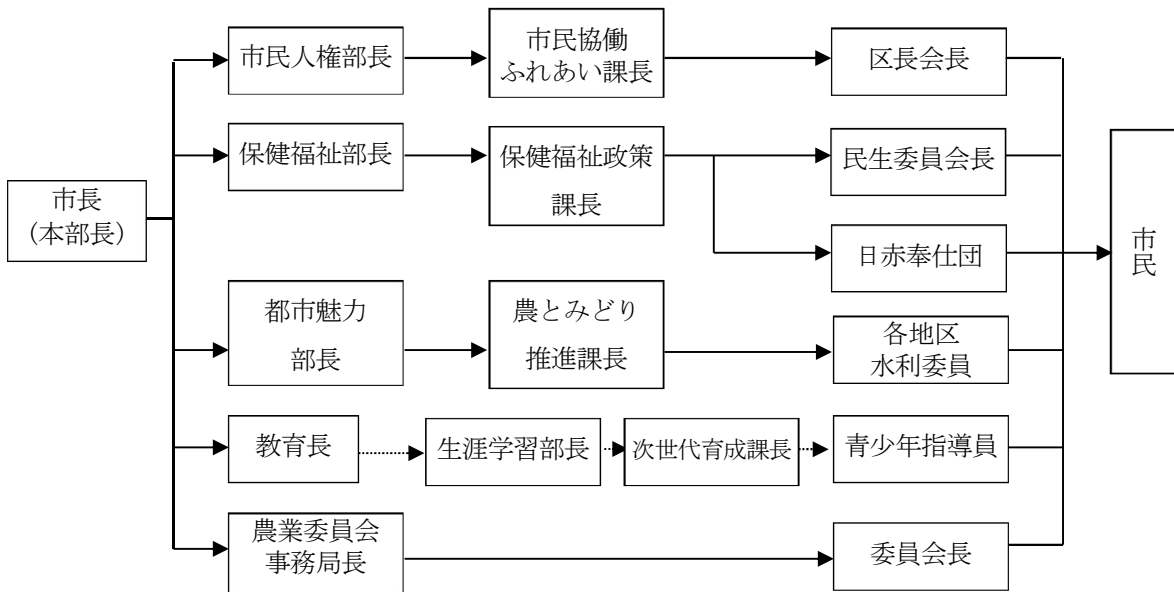 市長
（本部長）
市民人権部長
市民協働
ふれあい課長
区長会長
保健福祉部長
保健福祉政策
課長
民生委員会長
日赤奉仕団
都市魅力
部長
農とみどり
推進課長
各地区
水利委員
教育長
生涯学習部長
次世代育成課長
青少年指導員
農業委員会
事務局長
委員会長
市民